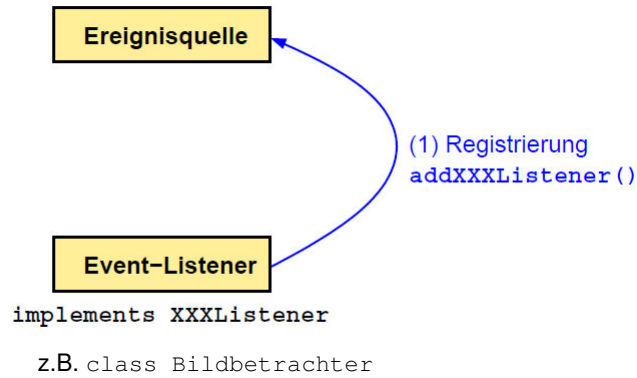 Ereignisquelle
(1) Registrierung
addXXXListener()
Event-Listener
implements XXXListener
z.B. class Bildbetrachter